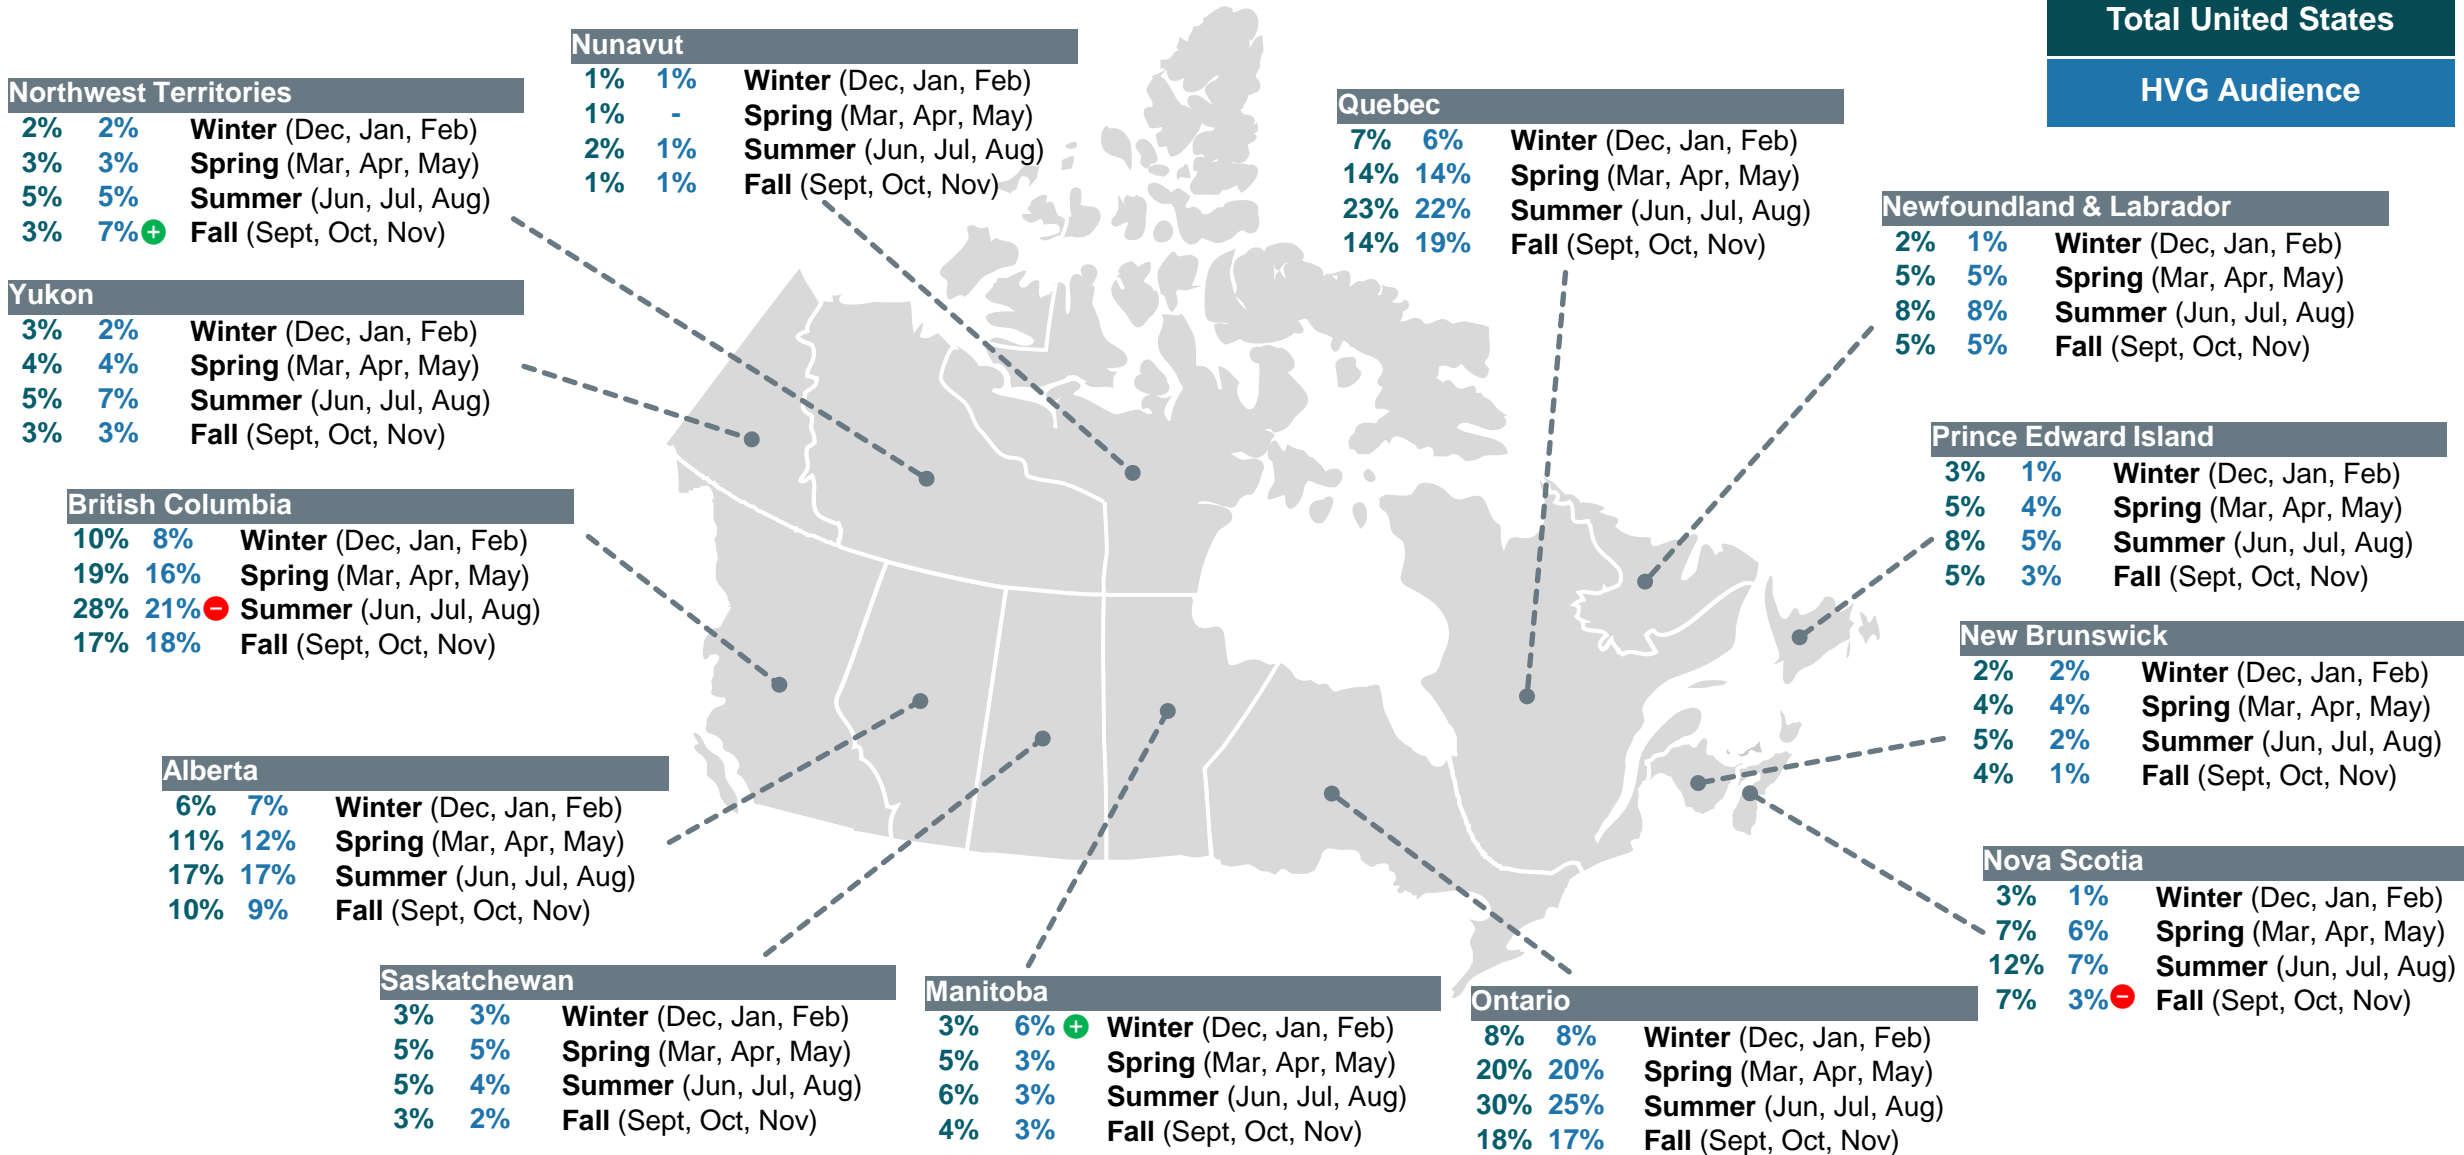 Total United States
HVG Audience
Nunavut
1% 1% Winter (Dec, Jan, Feb)
1% - Spring (Mar, Apr, May)
2% 1% Summer (Jun, Jul, Aug)
1% 1% Fall (Sept, Oct, Nov)
Northwest Territories
2% 2% Winter (Dec, Jan, Feb)
3% 3% Spring (Mar, Apr, May)
5% 5% Summer (Jun, Jul, Aug)
3% 7% + Fall (Sept, Oct, Nov)
Quebec
7% 6% Winter (Dec, Jan, Feb)
14% 14% Spring (Mar, Apr, May)
23% 22% Summer (Jun, Jul, Aug)
14% 19% Fall (Sept, Oct, Nov)
Newfoundland & Labrador
2% 1% Winter (Dec, Jan, Feb)
5% 5% Spring (Mar, Apr, May)
8% 8% Summer (Jun, Jul, Aug)
5% 5% Fall (Sept, Oct, Nov)
Yukon
3% 2% Winter (Dec, Jan, Feb)
4% 4% Spring (Mar, Apr, May)
5% 7% Summer (Jun, Jul, Aug)
3% 3% Fall (Sept, Oct, Nov)
Prince Edward Island
3% 1% Winter (Dec, Jan, Feb)
5% 4% Spring (Mar, Apr, May)
8% 5% Summer (Jun, Jul, Aug)
5% 3% Fall (Sept, Oct, Nov)
British Columbia
10% 8% Winter (Dec, Jan, Feb)
19% 16% Spring (Mar, Apr, May)
28% 21% − Summer (Jun, Jul, Aug)
17% 18% Fall (Sept, Oct, Nov)
New Brunswick
2% 2% Winter (Dec, Jan, Feb)
4% 4% Spring (Mar, Apr, May)
5% 2% Summer (Jun, Jul, Aug)
4% 1% Fall (Sept, Oct, Nov)
Alberta
6% 7% Winter (Dec, Jan, Feb)
11% 12% Spring (Mar, Apr, May)
17% 17% Summer (Jun, Jul, Aug)
10% 9% Fall (Sept, Oct, Nov)
Nova Scotia
3% 1% Winter (Dec, Jan, Feb)
7% 6% Spring (Mar, Apr, May)
12% 7% Summer (Jun, Jul, Aug)
7% 3% − Fall (Sept, Oct, Nov)
Saskatchewan
3% 3% Winter (Dec, Jan, Feb)
5% 5% Spring (Mar, Apr, May)
5% 4% Summer (Jun, Jul, Aug)
3% 2% Fall (Sept, Oct, Nov)
Manitoba
3% 6% + Winter (Dec, Jan, Feb)
5% 3% Spring (Mar, Apr, May)
6% 3% Summer (Jun, Jul, Aug)
4% 3% Fall (Sept, Oct, Nov)
Ontario
8% 8% Winter (Dec, Jan, Feb)
20% 20% Spring (Mar, Apr, May)
30% 25% Summer (Jun, Jul, Aug)
18% 17% Fall (Sept, Oct, Nov)